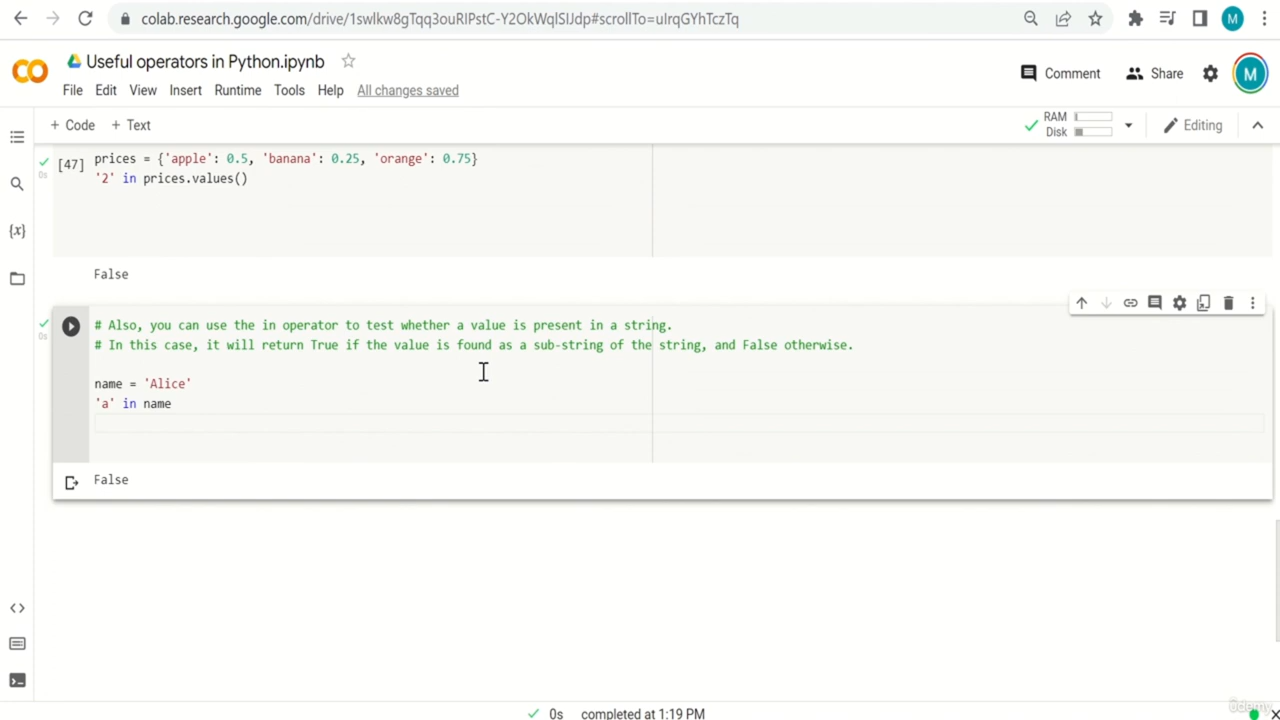 colab.research.google.com/drive/1swlkw8gTqq3ouRIPstC-Y2OkWqlSIJdp#scrollTo=uIrqGYhTczTq
M
CO
Useful operators in Python.ipynb
Comment
Share
M
File Edit View Insert Runtime Tools Help All changes saved
+ Code + Text
RAM
Disk
Editing
{x}
[47]
0s
prices = {'apple': 0.5, 'banana': 0.25, 'orange': 0.75}
'2' in prices.values()
False
0s
# Also, you can use the in operator to test whether a value is present in a string.
# In this case, it will return True if the value is found as a sub-string of the string, and False otherwise.
name = 'Alice'
'a' in name
False
0s completed at 1:19 PM
ûdemy